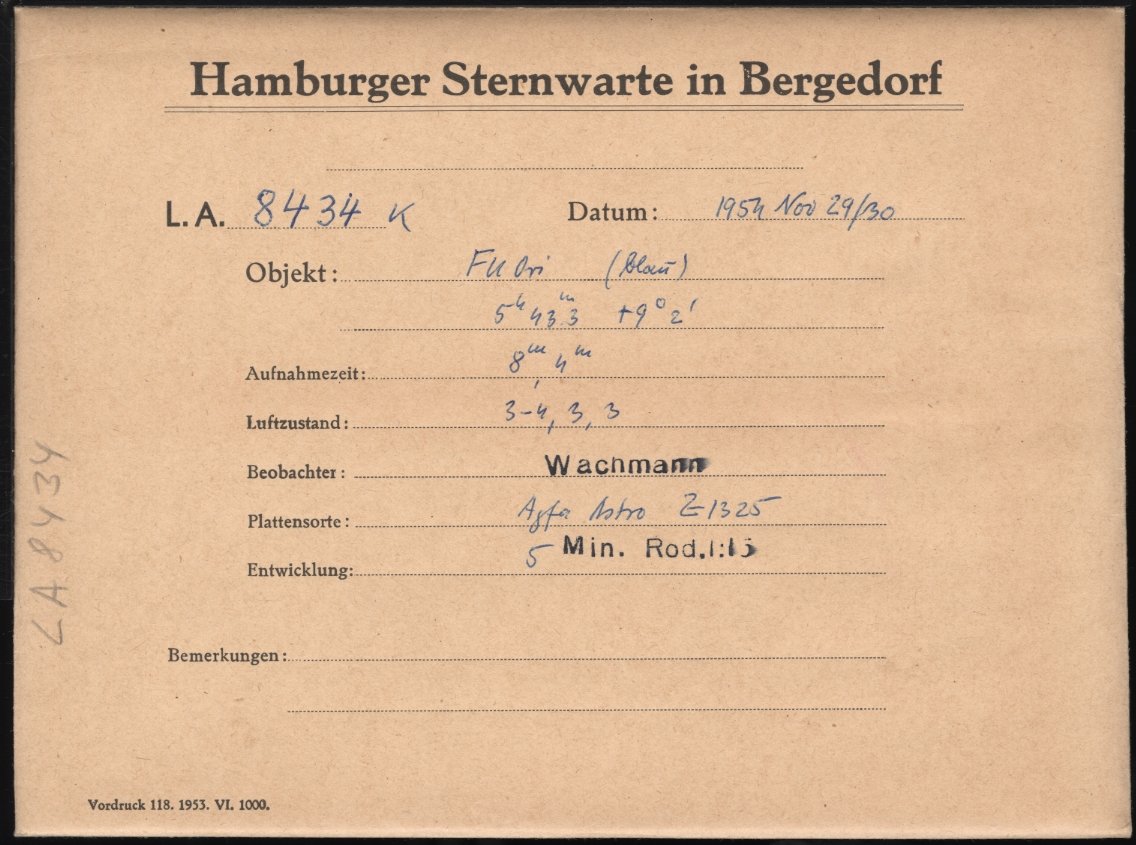 Hamburger Sternwarte in Bergedorf
L. A. 8434 K Datum: 1954 Nov 29/30
Objekt: FU Ori (blau)
5ʰ 43ᵐ.3 +9° 2'
Aufnahmezeit: 8ᵐ, 4ᵐ
Luftzustand: 3-4, 3, 3
Beobachter: Wachmann
Plattensorte: Agfa Astro Z 1325
Entwicklung: 5 Min. Rod.1:15
Bemerkungen:
Vordruck 118. 1953. VI. 1000.
LA 8434